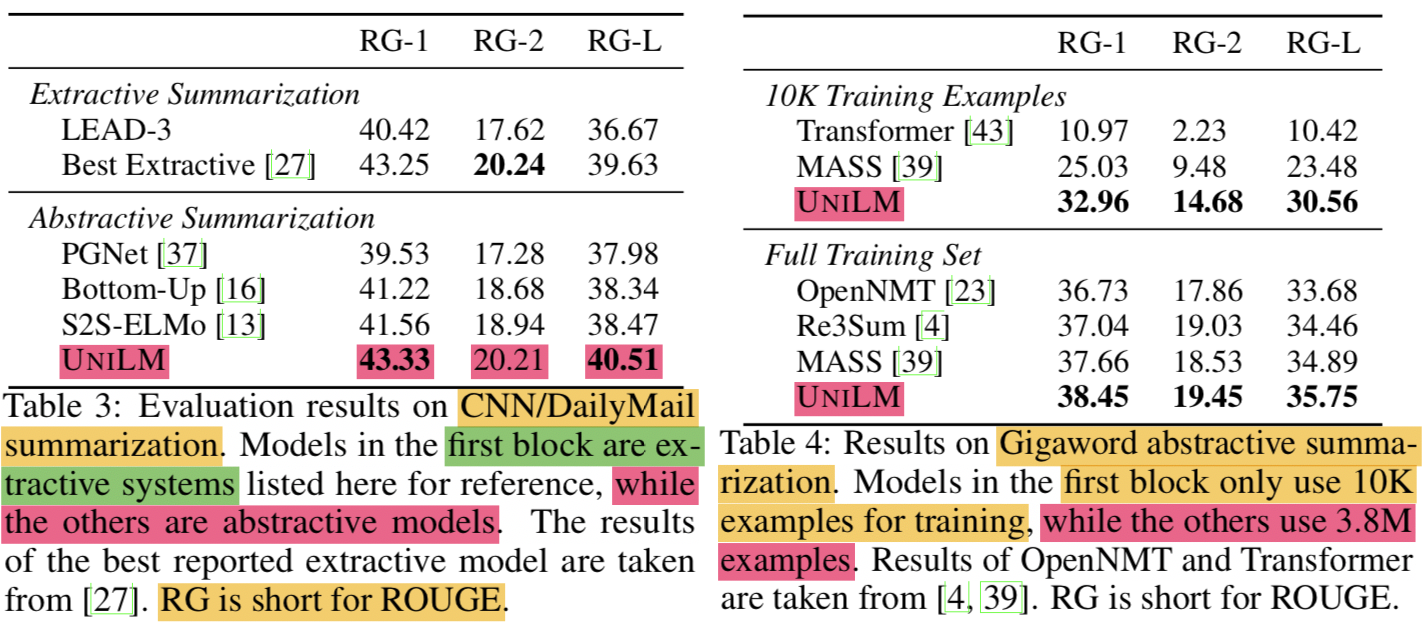 RG-1 RG-2 RG-L
Extractive Summarization
LEAD-3 40.42 17.62 36.67
Best Extractive [27] 43.25 20.24 39.63
Abstractive Summarization
PGNet [37] 39.53 17.28 37.98
Bottom-Up [16] 41.22 18.68 38.34
S2S-ELMo [13] 41.56 18.94 38.47
UNILM 43.33 20.21 40.51
Table 3: Evaluation results on CNN/DailyMail
summarization. Models in the first block are ex-
tractive systems listed here for reference, while
the others are abstractive models. The results
of the best reported extractive model are taken
from [27]. RG is short for ROUGE.
RG-1 RG-2 RG-L
10K Training Examples
Transformer [43] 10.97 2.23 10.42
MASS [39] 25.03 9.48 23.48
UNILM 32.96 14.68 30.56
Full Training Set
OpenNMT [23] 36.73 17.86 33.68
Re3Sum [4] 37.04 19.03 34.46
MASS [39] 37.66 18.53 34.89
UNILM 38.45 19.45 35.75
Table 4: Results on Gigaword abstractive summa-
rization. Models in the first block only use 10K
examples for training, while the others use 3.8M
examples. Results of OpenNMT and Transformer
are taken from [4, 39]. RG is short for ROUGE.